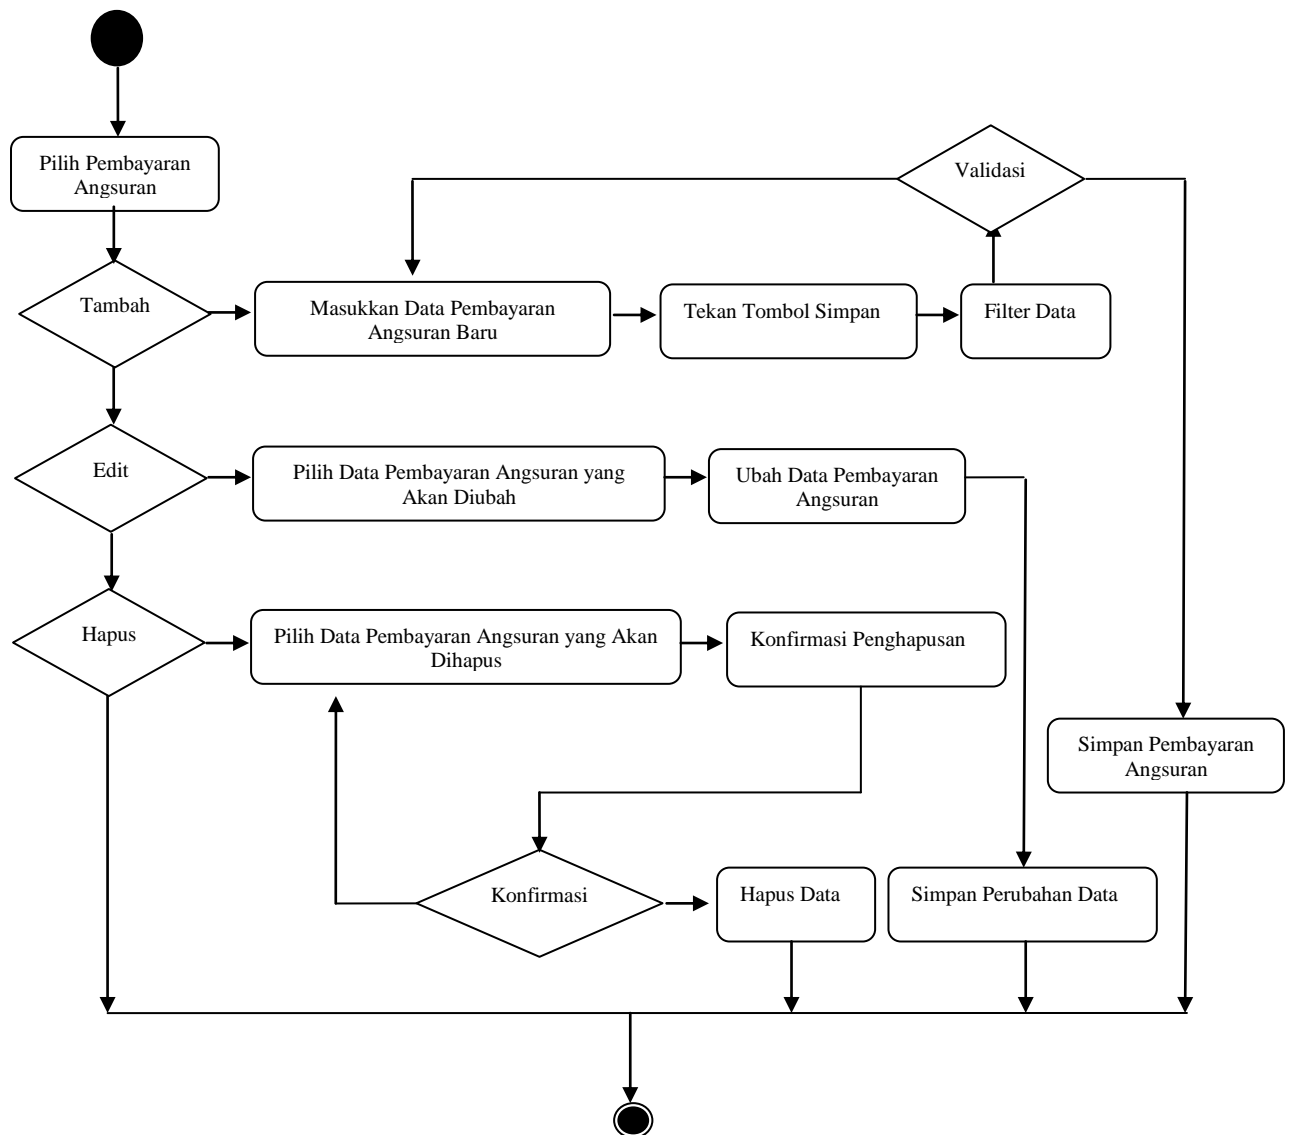 Pilih Pembayaran
Angsuran
Validasi
Tambah
Masukkan Data Pembayaran
Angsuran Baru
Tekan Tombol Simpan
Filter Data
Edit
Pilih Data Pembayaran Angsuran yang
Akan Diubah
Ubah Data Pembayaran
Angsuran
Hapus
Pilih Data Pembayaran Angsuran yang Akan
Dihapus
Konfirmasi Penghapusan
Simpan Pembayaran
Angsuran
Konfirmasi
Hapus Data
Simpan Perubahan Data